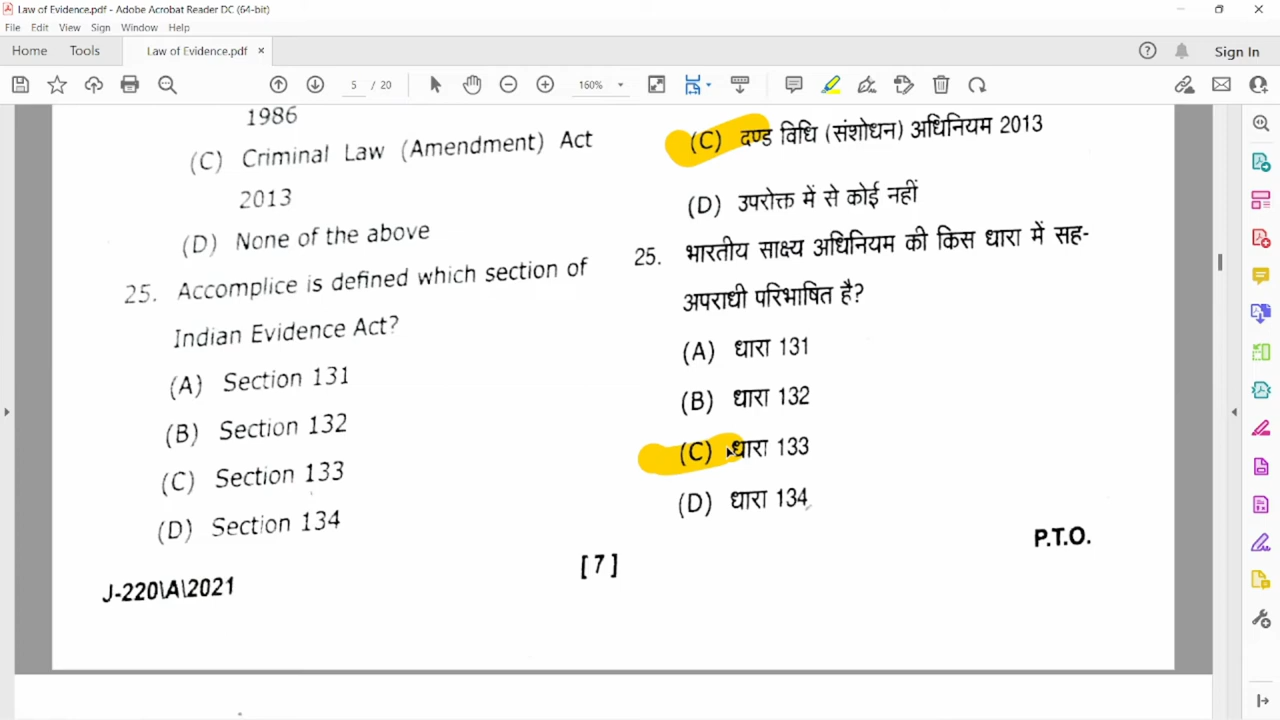 Law of Evidence.pdf - Adobe Acrobat Reader DC (64-bit)
File Edit View Sign Window Help
Home Tools Law of Evidence.pdf × Sign In
5 / 20 160%
1986
(C) Criminal Law (Amendment) Act
2013
(D) None of the above
25. Accomplice is defined which section of
Indian Evidence Act?
(A) Section 131
(B) Section 132
(C) Section 133
(D) Section 134
(C) दण्ड विधि (संशोधन) अधिनियम 2013
(D) उपरोक्त में से कोई नहीं
25. भारतीय साक्ष्य अधिनियम की किस धारा में सह-
अपराधी परिभाषित है?
(A) धारा 131
(B) धारा 132
(C) धारा 133
(D) धारा 134
P.T.O.
[ 7 ]
J-220\A\2021